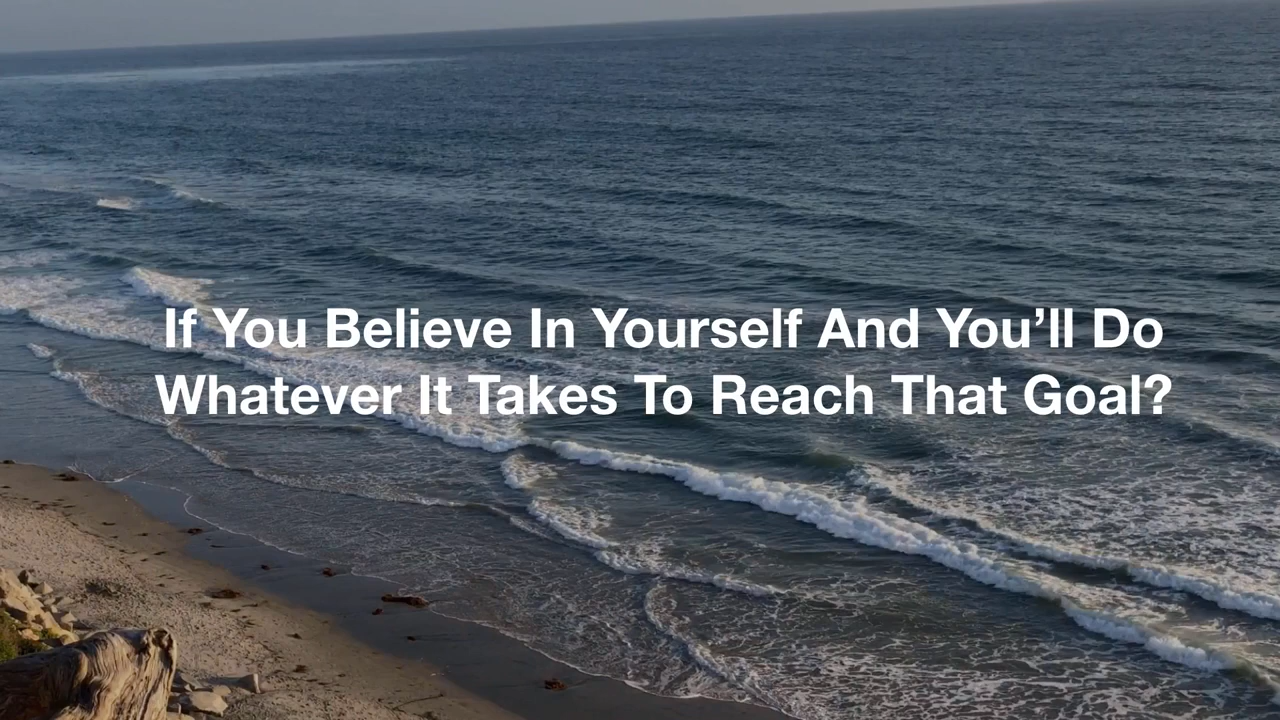 If You Believe In Yourself And You’ll Do
Whatever It Takes To Reach That Goal?